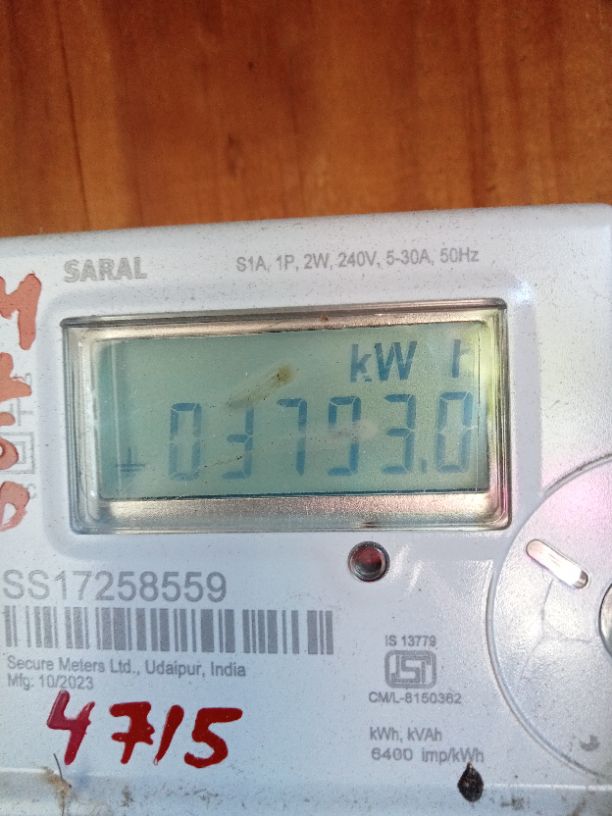 SARAL
S1A, 1P, 2W, 240V, 5-30A, 50Hz
kW h
03793.0
SS17258559
Secure Meters Ltd., Udaipur, India
Mfg: 10/2023
IS 13779
ISI
CM/L-8150362
kWh; kVAh
6400 imp/kWh
4715